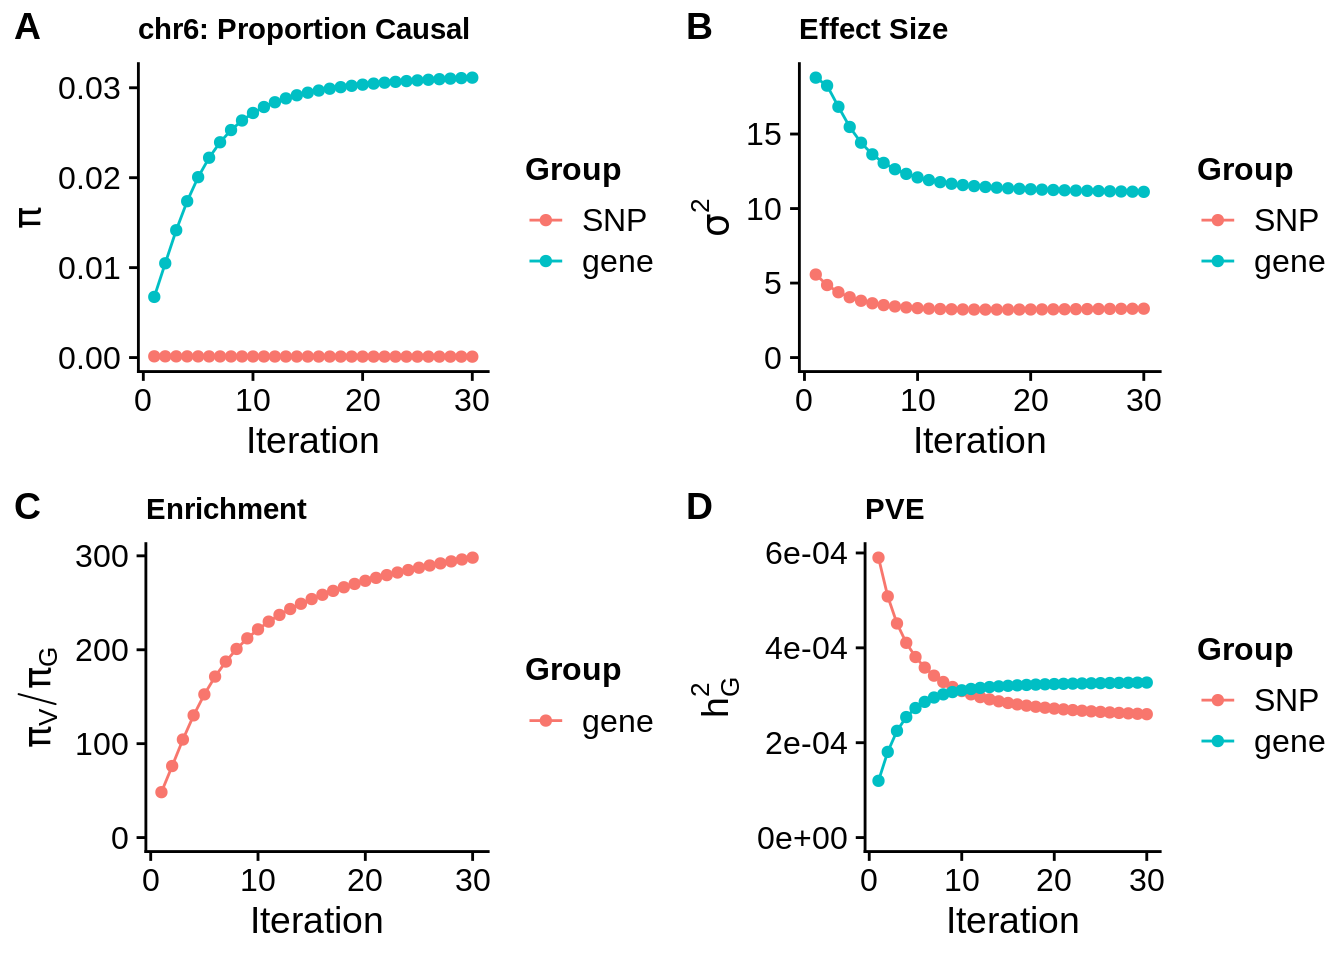 A
chr6: Proportion Causal
0.03
0.02
0.01
0.00
π
0 10 20 30
Iteration
Group
SNP
gene
B
Effect Size
15
10
5
0
σ²
0 10 20 30
Iteration
Group
SNP
gene
C
Enrichment
300
200
100
0
π_V/π_G
0 10 20 30
Iteration
Group
gene
D
PVE
6e-04
4e-04
2e-04
0e+00
h²_G
0 10 20 30
Iteration
Group
SNP
gene